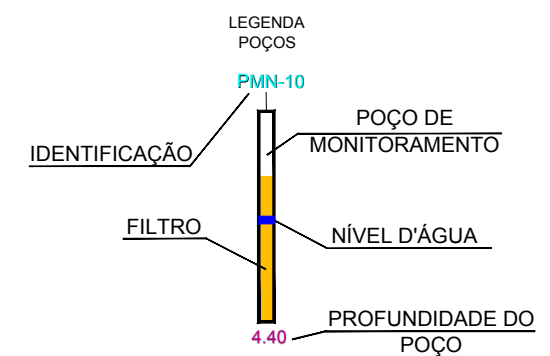 LEGENDA
POÇOS
PMN-10
POÇO DE
MONITORAMENTO
IDENTIFICAÇÃO
FILTRO
NÍVEL D'ÁGUA
4.40
PROFUNDIDADE DO
POÇO